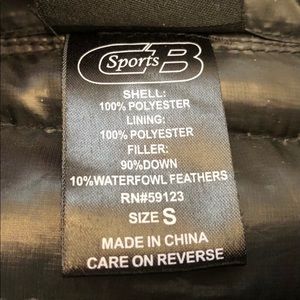 CB Sports
SHELL:
100% POLYESTER
LINING:
100% POLYESTER
FILLER:
90%DOWN
10%WATERFOWL FEATHERS
RN#59123
SIZE S
MADE IN CHINA
CARE ON REVERSE